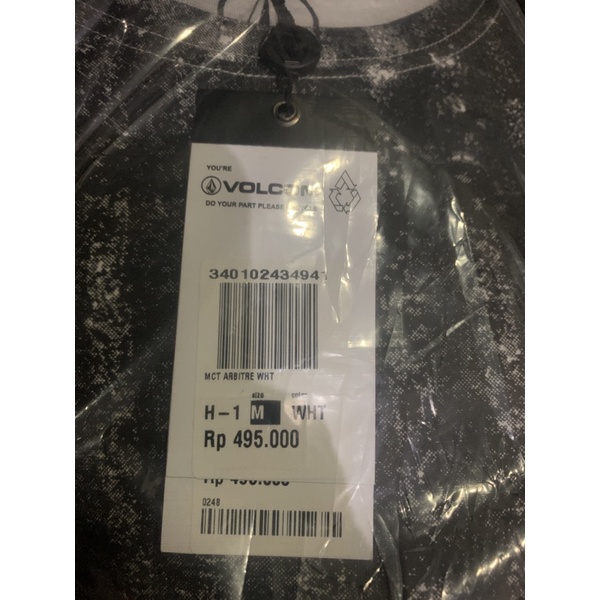 YOU'RE
VOLCOM
DO YOUR PART PLEASE
340102434941
MCT ARBITRE WHT
size color
H-1 M WHT
Rp 495.000
0248